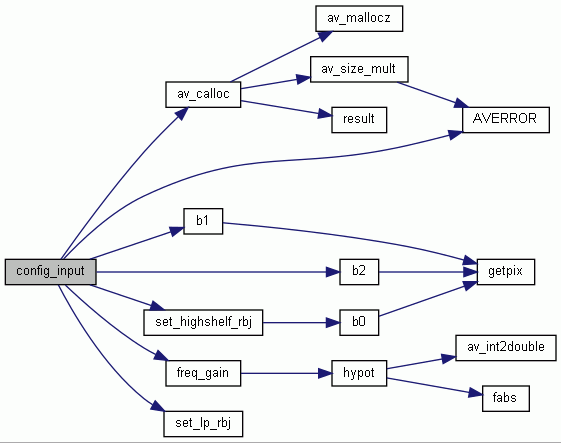 av_mallocz
av_size_mult
av_calloc
result
AVERROR
b1
config_input
b2
getpix
set_highshelf_rbj
b0
av_int2double
freq_gain
hypot
fabs
set_lp_rbj